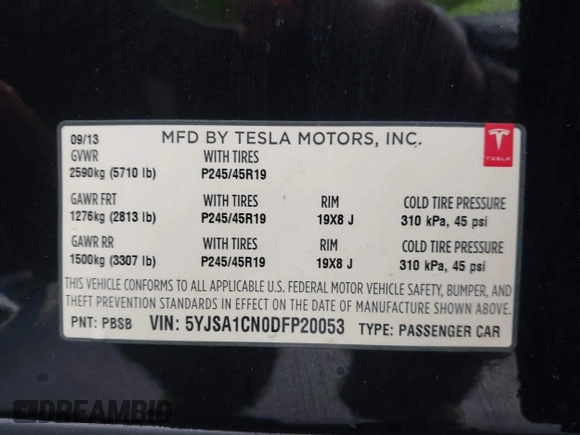 09/13 MFD BY TESLA MOTORS, INC.
TESLA
GVWR WITH TIRES
2590kg (5710 lb) P245/45R19
GAWR FRT WITH TIRES RIM COLD TIRE PRESSURE
1276kg (2813 lb) P245/45R19 19X8 J 310 kPa, 45 psi
GAWR RR WITH TIRES RIM COLD TIRE PRESSURE
1500kg (3307 lb) P245/45R19 19X8 J 310 kPa, 45 psi
THIS VEHICLE CONFORMS TO ALL APPLICABLE U.S. FEDERAL MOTOR VEHICLE SAFETY, BUMPER, AND
THEFT PREVENTION STANDARDS IN EFFECT ON THE DATE OF MANUFACTURE SHOWN ABOVE.
PNT: PBSB VIN: 5YJSA1CN0DFP20053 TYPE: PASSENGER CAR
DREAMBID